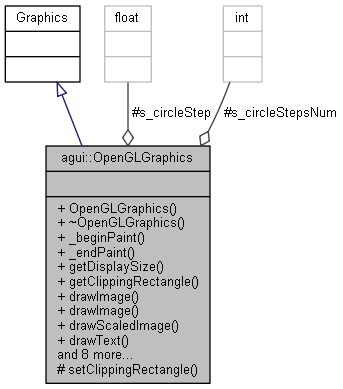 Graphics
float
int
#s_circleStep
#s_circleStepsNum
agui::OpenGLGraphics
+ OpenGLGraphics()
+ ~OpenGLGraphics()
+ _beginPaint()
+ _endPaint()
+ getDisplaySize()
+ getClippingRectangle()
+ drawImage()
+ drawImage()
+ drawScaledImage()
+ drawText()
and 8 more...
# setClippingRectangle()